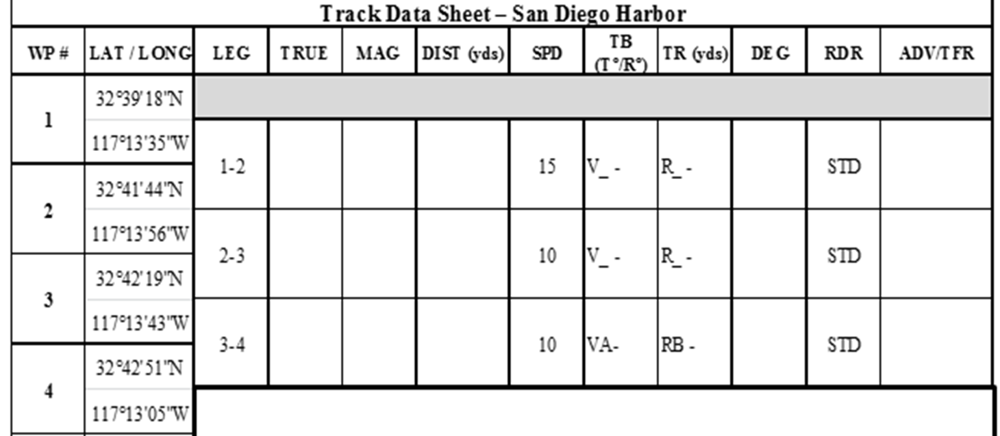 Track Data Sheet – San Diego Harbor
WP # LAT / LONG LEG TRUE MAG DIST (yds) SPD TB (T°/R°) TR (yds) DEG RDR ADV/TFR
1
32°39'18"N
117°13'35"W
1-2 15 V_ - R_ - STD
2
32°41'44"N
117°13'56"W
2-3 10 V_ - R_ - STD
3
32°42'19"N
117°13'43"W
3-4 10 VA- RB - STD
4
32°42'51"N
117°13'05"W